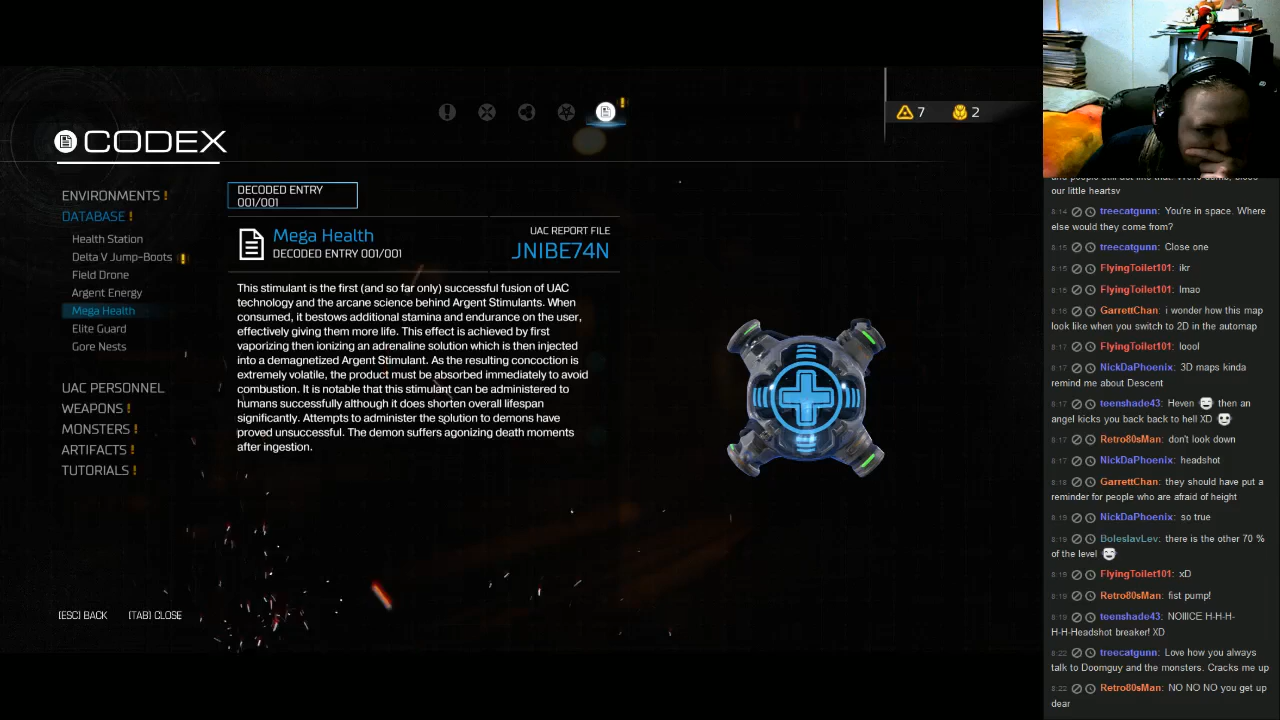 7
2
CODEX
ENVIRONMENTS !
DATABASE !
Health Station
Delta V Jump-Boots !
Field Drone
Argent Energy
Mega Health
Elite Guard
Gore Nests
UAC PERSONNEL
WEAPONS !
MONSTERS !
ARTIFACTS !
TUTORIALS !
[ESC] BACK
[TAB] CLOSE
DECODED ENTRY
001/001
Mega Health
DECODED ENTRY 001/001
UAC REPORT FILE
JNIBE74N
This stimulant is the first (and so far only) successful fusion of UAC
technology and the arcane science behind Argent Stimulants. When
consumed, it bestows additional stamina and endurance on the user,
effectively giving them more life. This effect is achieved by first
vaporizing then ionizing an adrenaline solution which is then injected
into a demagnetized Argent Stimulant. As the resulting concoction is
extremely volatile, the product must be absorbed immediately to avoid
combustion. It is notable that this stimulant can be administered to
humans successfully although it does shorten overall lifespan
significantly. Attempts to administer the solution to demons have
proved unsuccessful. The demon suffers agonizing death moments
after ingestion.
our little heartsv
8:14 treecatgunn: You're in space. Where
else would they come from?
8:15 treecatgunn: Close one
8:15 FlyingToilet101: ikr
8:16 FlyingToilet101: lmao
8:16 GarrettChan: i wonder how this map
look like when you switch to 2D in the automap
8:17 FlyingToilet101: loool
8:17 NickDaPhoenix: 3D maps kinda
remind me about Descent
8:17 teenshade43: Heven then an
angel kicks you back back to hell XD
8:17 Retro80sMan: don't look down
8:17 NickDaPhoenix: headshot
8:18 GarrettChan: they should have put a
reminder for people who are afraid of height
8:19 NickDaPhoenix: so true
8:19 BoleslavLev: there is the other 70 %
of the level
8:19 FlyingToilet101: xD
8:19 Retro80sMan: fist pump!
8:19 teenshade43: NOIIICE H-H-H-
H-H-Headshot breaker! XD
8:22 treecatgunn: Love how you always
talk to Doomguy and the monsters. Cracks me up
8:22 Retro80sMan: NO NO NO you get up
dear